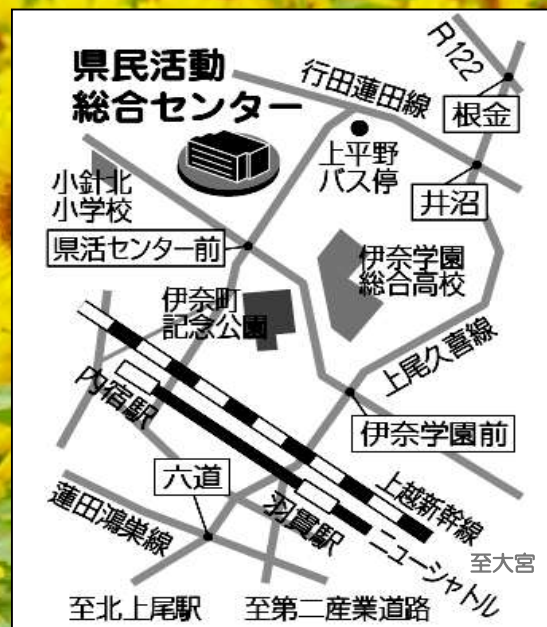 県民活動
総合センター
行田蓮田線
R122
根金
上平野
バス停
小針北
小学校
井沼
県活センター前
伊奈学園
総合高校
伊奈町
記念公園
上尾久喜線
内宿駅
伊奈学園前
六道
羽貫駅
上越新幹線
蓮田鴻巣線
ニューシャトル
至大宮
至北上尾駅
至第二産業道路